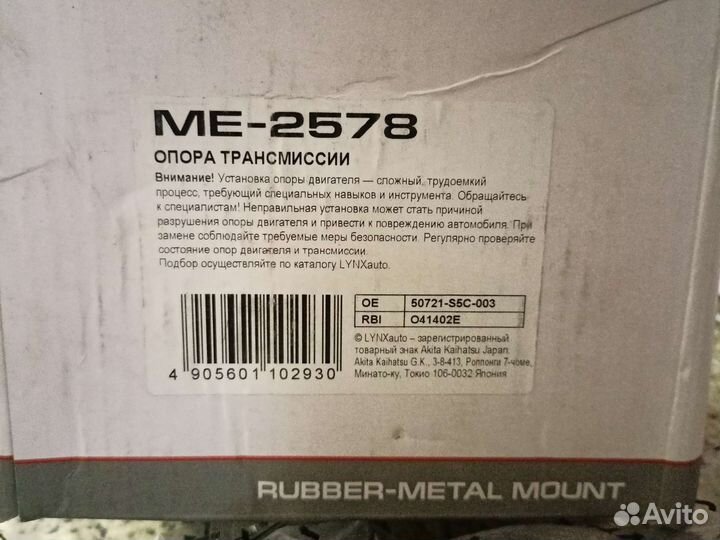 ME-2578
ОПОРА ТРАНСМИССИИ
Внимание! Установка опоры двигателя — сложный, трудоемкий
процесс, требующий специальных навыков и инструмента. Обращайтесь
к специалистам! Неправильная установка может стать причиной
разрушения опоры двигателя и привести к повреждению автомобиля. При
замене соблюдайте требуемые меры безопасности. Регулярно проверяйте
состояние опор двигателя и трансмиссии.
Подбор осуществляйте по каталогу LYNXauto.
OE 50721-S5C-003
RBI O41402E
© LYNXauto – зарегистрированный
товарный знак Akita Kaihatsu Japan.
Akita Kaihatsu G.K., 3-8-413, Роппонги 7-чоме,
Минато-ку, Токио 106-0032 Япония
4 905601 102930
RUBBER-METAL MOUNT
Avito